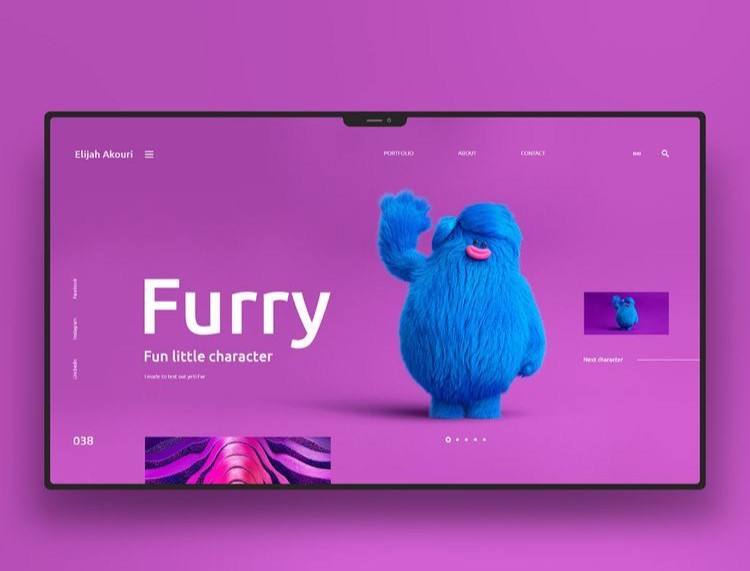 Elijah Akouri
PORTFOLIO
ABOUT
CONTACT
Facebook
Instagram
LinkedIn
Furry
Fun little character
I made to test out yeti fur
Next character
038